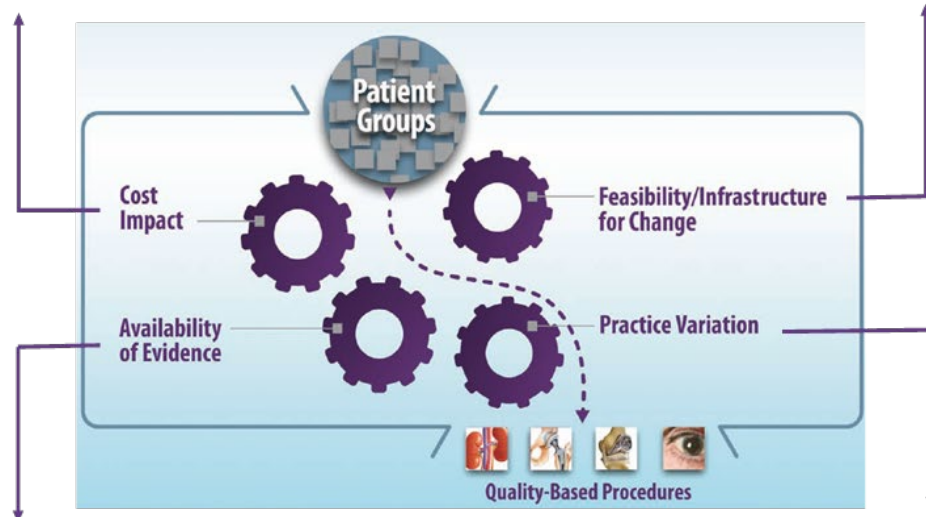 Patient
Groups
Cost
Impact
Feasibility/Infrastructure
for Change
Availability
of Evidence
Practice Variation
Quality-Based Procedures